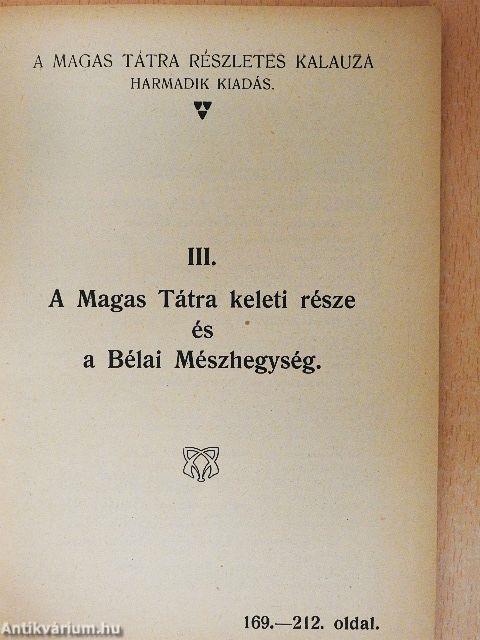 A MAGAS TÁTRA RÉSZLETES KALAUZA
HARMADIK KIADÁS.
III.
A Magas Tátra keleti része
és
a Bélai Mészhegység.
169.—212. oldal.
Antikvárium.hu